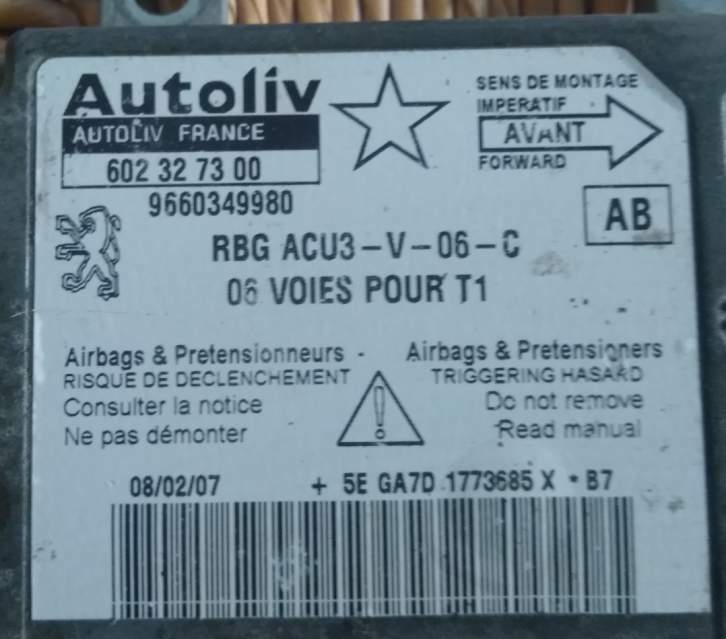 Autoliv
AUTOLIV FRANCE
602 32 73 00
9660349980
SENS DE MONTAGE
IMPERATIF
AVANT
FORWARD
AB
RBG ACU3-V-06-C
06 VOIES POUR T1
Airbags & Pretensionneurs -
RISQUE DE DECLENCHEMENT
Consulter la notice
Ne pas démonter
Airbags & Pretensigners
TRIGGERING HASARD
Do not remove
Read manual
08/02/07 + 5E GA7D 1773685 X * B7